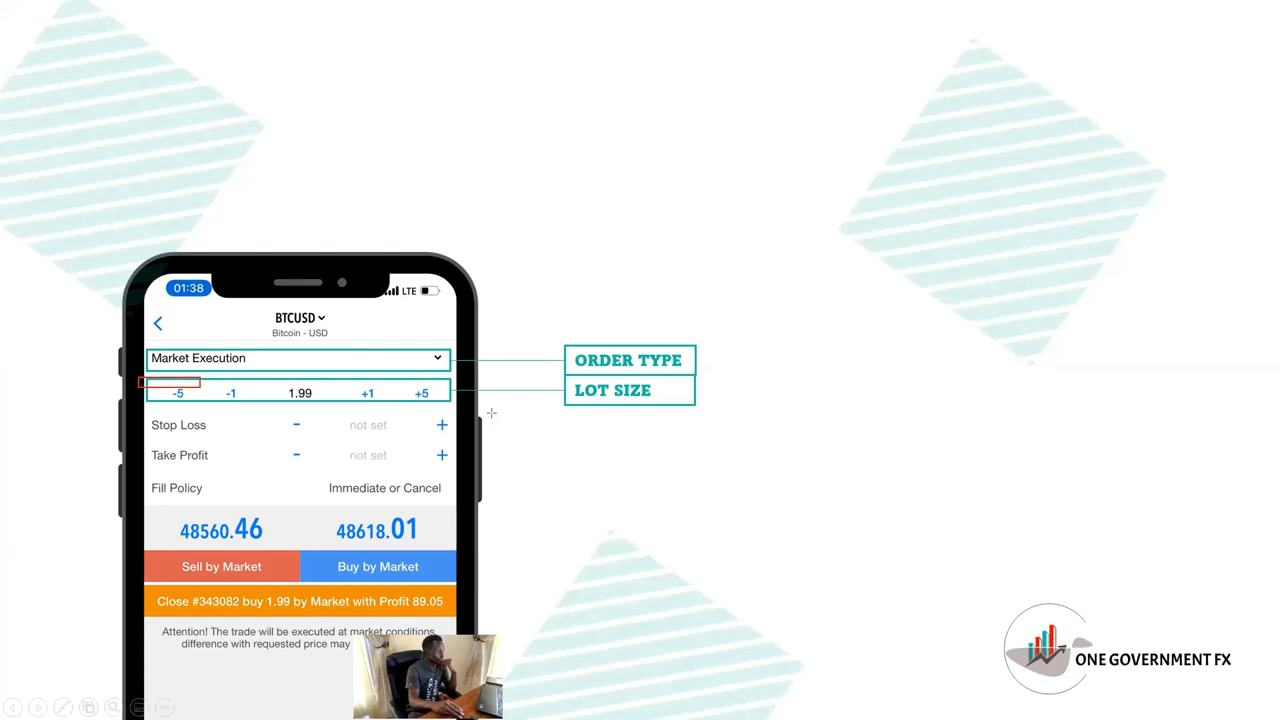 01:38
LTE
BTCUSD
Bitcoin - USD
Market Execution
ORDER TYPE
-5 -1 1.99 +1 +5
LOT SIZE
Stop Loss - not set +
Take Profit - not set +
Fill Policy Immediate or Cancel
48560.46 48618.01
Sell by Market Buy by Market
Close #343082 buy 1.99 by Market with Profit 89.05
Attention! The trade will be executed at market conditions,
difference with requested price may
ONE GOVERNMENT FX